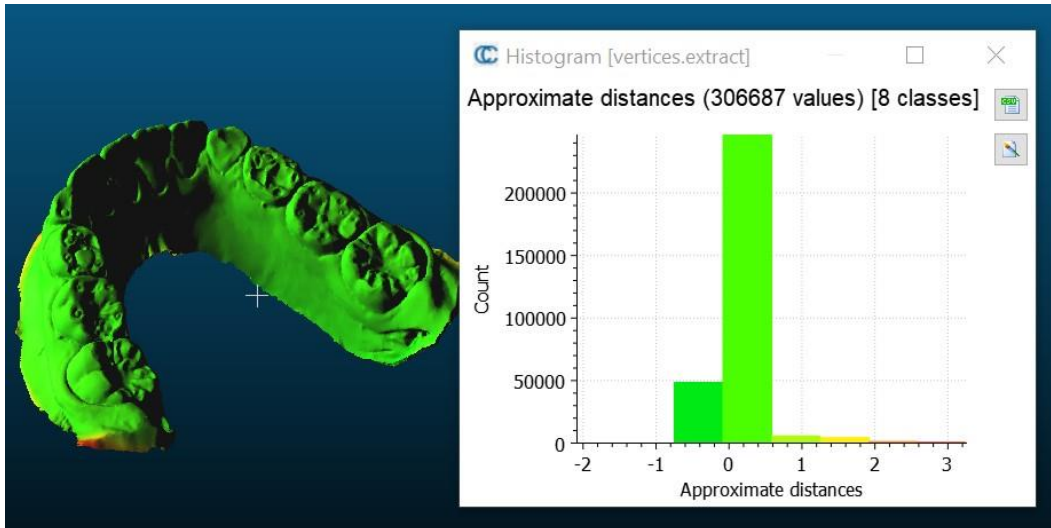 Histogram [vertices.extract]
Approximate distances (306687 values) [8 classes]
CSV
200000
150000
100000
50000
0
Count
-2 -1 0 1 2 3
Approximate distances